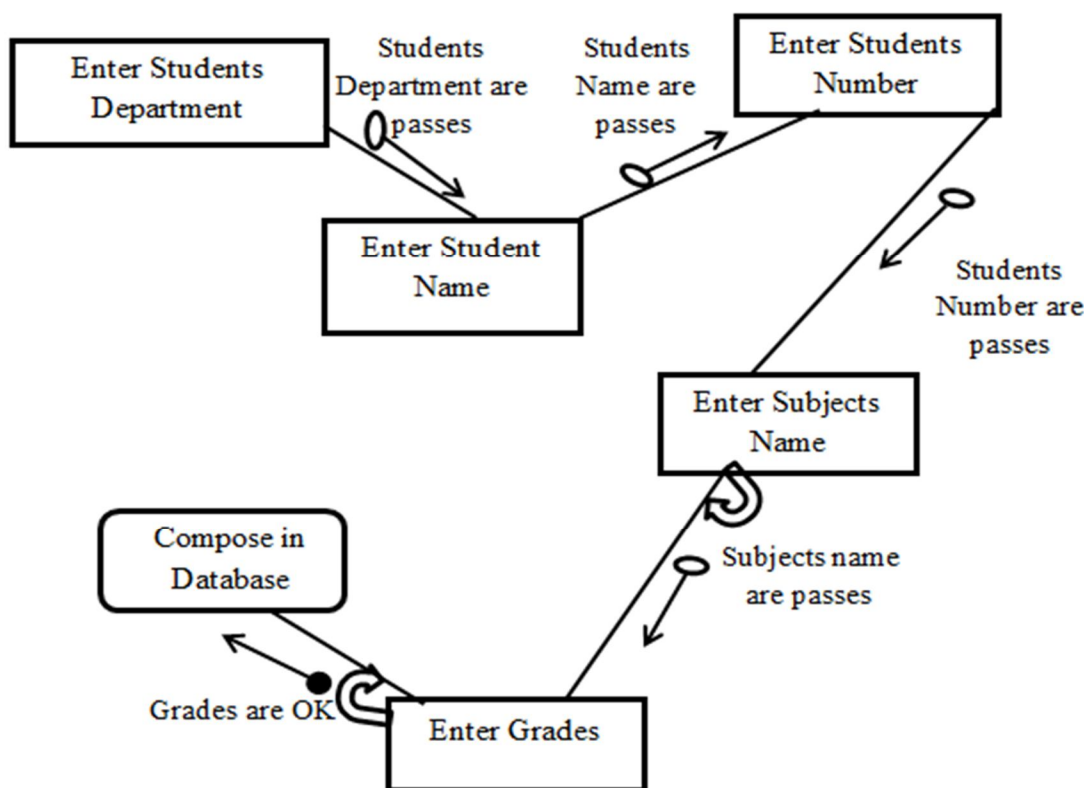 Enter Students
Department
Students
Department are
passes
Students
Name are
passes
Enter Students
Number
Enter Student
Name
Students
Number are
passes
Enter Subjects
Name
Subjects name
are passes
Compose in
Database
Grades are OK
Enter Grades